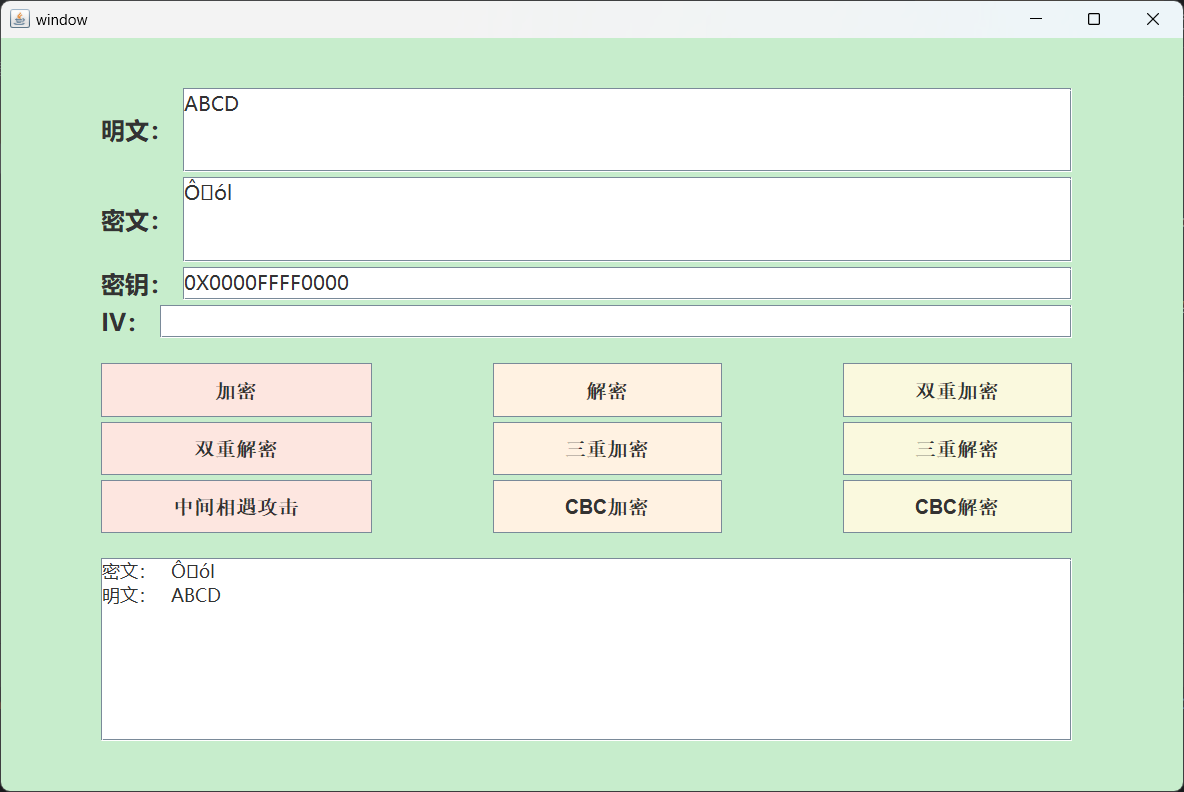 window
明文： ABCD
密文： Ô▯ól
密钥： 0X0000FFFF0000
IV：
加密 解密 双重加密
双重解密 三重加密 三重解密
中间相遇攻击 CBC加密 CBC解密
密文： Ô▯ól
明文： ABCD